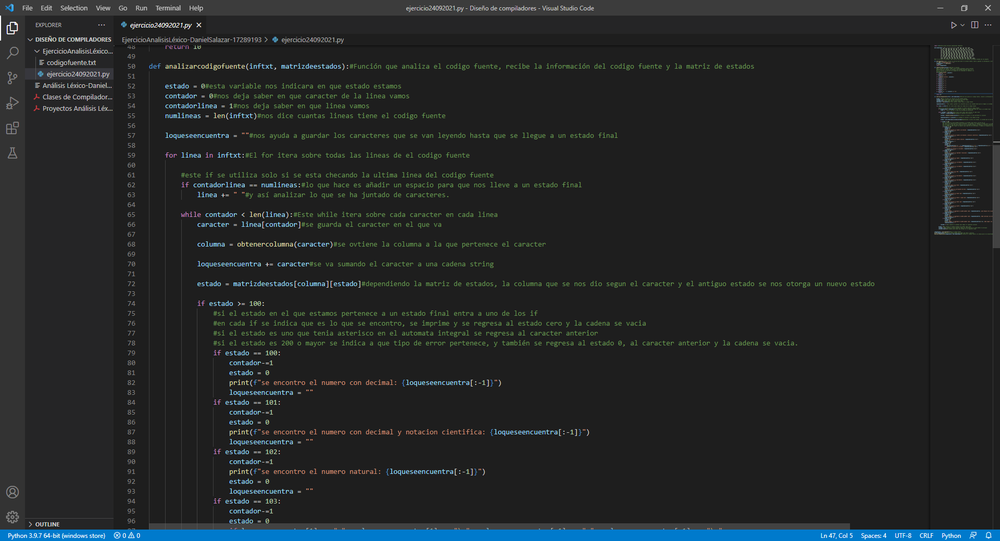 File Edit Selection View Go Run Terminal Help
ejercicio24092021.py - Diseño de compiladores - Visual Studio Code
EXPLORER
DISEÑO DE COMPILADORES
EjercicioAnalisisLéxico...
codigofuente.txt
ejercicio24092021.py
Análisis Léxico-Daniel...
Clases de Compilador...
Proyectos Análisis Léx...
OUTLINE
ejercicio24092021.py
EjercicioAnalisisLéxico-DanielSalazar-17289193 > ejercicio24092021.py
48 return 10
49
50 def analizarcodigofuente(inftxt, matrizdeestados):#Función que analiza el codigo fuente, recibe la información del codigo fuente y la matriz de estados
51
52 estado = 0#esta variable nos indicara en que estado estamos
53 contador = 0#nos deja saber en que caracter de la linea vamos
54 contadorlinea = 1#nos deja saber en que linea vamos
55 numlineas = len(inftxt)#nos dice cuantas lineas tiene el codigo fuente
56
57 loqueseencuentra = ""#nos ayuda a guardar los caracteres que se van leyendo hasta que se llegue a un estado final
58
59 for linea in inftxt:#El for itera sobre todas las lineas de el codigo fuente
60
61 #este if se utiliza solo si se esta checando la ultima linea del codigo fuente
62 if contadorlinea == numlineas:#lo que hace es añadir un espacio para que nos lleve a un estado final
63 linea += " "#y así analizar lo que se ha juntado de caracteres.
64
65 while contador < len(linea):#Este while itera sobre cada caracter en cada linea
66 caracter = linea[contador]#se guarda el caracter en el que va
67
68 columna = obtenercolumna(caracter)#se ovtiene la columna a la que pertenece el caracter
69
70 loqueseencuentra += caracter#se va sumando el caracter a una cadena string
71
72 estado = matrizdeestados[columna][estado]#dependiendo la matriz de estados, la columna que se nos dio segun el caracter y el antiguo estado se nos otorga un nuevo estado
73
74 if estado >= 100:
75 #si el estado en el que estamos pertenece a un estado final entra a uno de los if
76 #en cada if se indica que es lo que se encontro, se imprime y se regresa al estado cero y la cadena se vacia
77 #si el estado es uno que tenia asterisco en el automata integral se regresa al caracter anterior
78 #si el estado es 200 o mayor se indica a que tipo de error pertenece, y también se regresa al estado 0, al caracter anterior y la cadena se vacia.
79 if estado == 100:
80 contador-=1
81 estado = 0
82 print(f"se encontro el numero con decimal: {loqueseencuentra[:-1]}")
83 loqueseencuentra = ""
84 if estado == 101:
85 contador-=1
86 estado = 0
87 print(f"se encontro el numero con decimal y notacion cientifica: {loqueseencuentra[:-1]}")
88 loqueseencuentra = ""
89 if estado == 102:
90 contador-=1
91 print(f"se encontro el numero natural: {loqueseencuentra[:-1]}")
92 estado = 0
93 loqueseencuentra = ""
94 if estado == 103:
95 contador-=1
96 estado = 0
Python 3.9.7 64-bit (windows store) 0 0 Ln 47, Col 5 Spaces: 4 UTF-8 CRLF Python